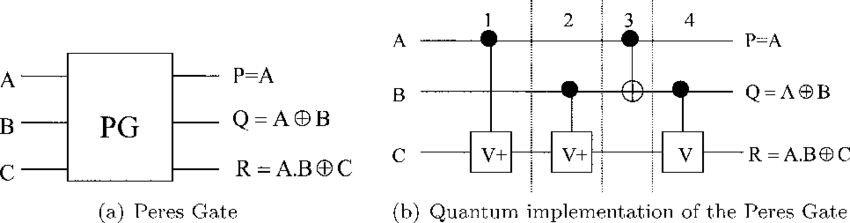 A
B
C
PG
P=A
Q = A ⊕ B
R = A.B ⊕ C
(a) Peres Gate
1 2 3 4
A P=A
B Q = A ⊕ B
C V+ V+ V R = A.B ⊕ C
(b) Quantum implementation of the Peres Gate